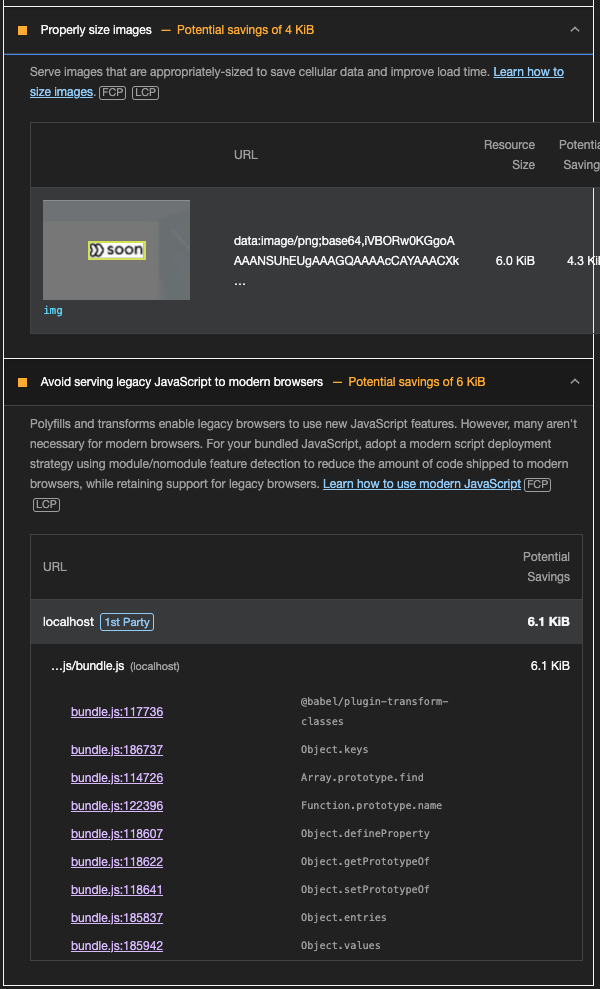 Properly size images — Potential savings of 4 KiB
Serve images that are appropriately-sized to save cellular data and improve load time. Learn how to
size images. FCP LCP
URL
Resource
Size
Potentia
Saving
soon
img
data:image/png;base64,iVBORw0KGgoA
AAANSUhEUgAAAGQAAAAcCAYAAACXk
...
6.0 KiB
4.3 KiB
Avoid serving legacy JavaScript to modern browsers — Potential savings of 6 KiB
Polyfills and transforms enable legacy browsers to use new JavaScript features. However, many aren't
necessary for modern browsers. For your bundled JavaScript, adopt a modern script deployment
strategy using module/nomodule feature detection to reduce the amount of code shipped to modern
browsers, while retaining support for legacy browsers. Learn how to use modern JavaScript FCP
LCP
URL
Potential
Savings
localhost 1st Party 6.1 KiB
…js/bundle.js (localhost) 6.1 KiB
bundle.js:117736 @babel/plugin-transform-
classes
bundle.js:186737 Object.keys
bundle.js:114726 Array.prototype.find
bundle.js:122396 Function.prototype.name
bundle.js:118607 Object.defineProperty
bundle.js:118622 Object.getPrototypeOf
bundle.js:118641 Object.setPrototypeOf
bundle.js:185837 Object.entries
bundle.js:185942 Object.values